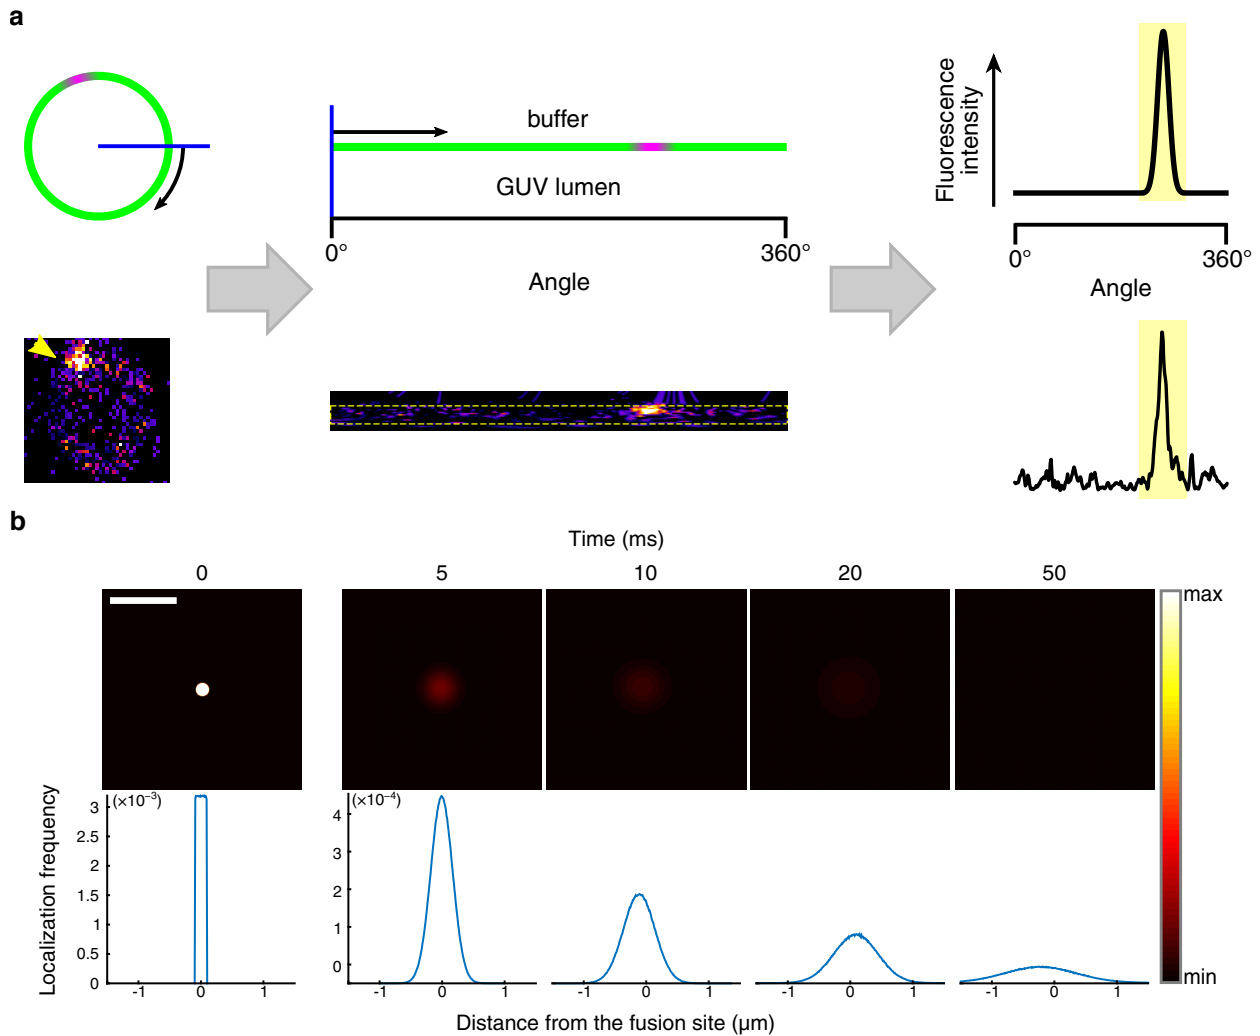 a
buffer
GUV lumen
0°
360°
Angle
Fluorescence
intensity
0°
360°
Angle
b
Time (ms)
0
5
10
20
50
max
min
Localization frequency
(×10⁻³)
3
2.5
2
1.5
1
0.5
0
-1
0
1
(×10⁻⁴)
4
3
2
1
0
-1
0
1
-1
0
1
-1
0
1
-1
0
1
Distance from the fusion site (μm)